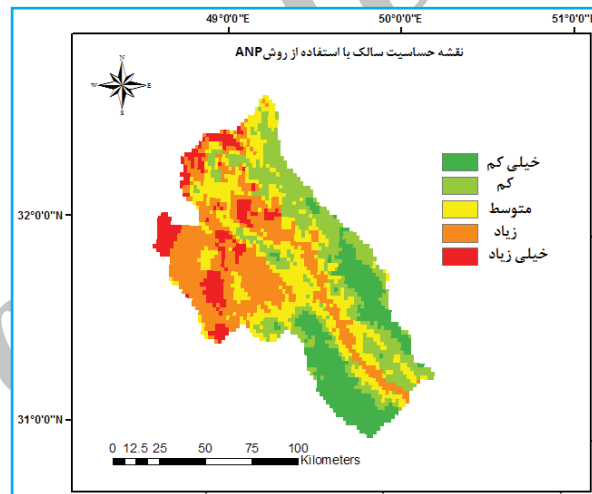 49°0'0"E 50°0'0"E 51°0'0"E
نقشه حساسیت سالک با استفاده از روش ANP
N
W E
S
خیلی کم
کم
متوسط
زیاد
خیلی زیاد
32°0'0"N
31°0'0"N
0 12.5 25 50 75 100
Kilometers